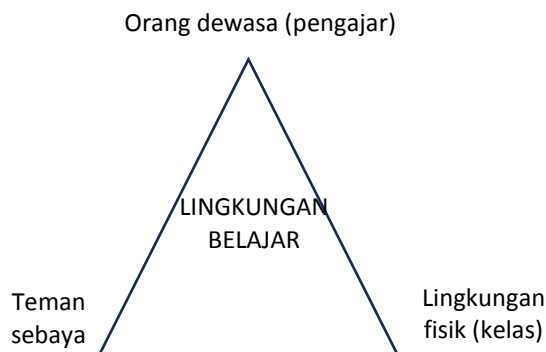 Orang dewasa (pengajar)
LINGKUNGAN
BELAJAR
Teman
sebaya
Lingkungan
fisik (kelas)